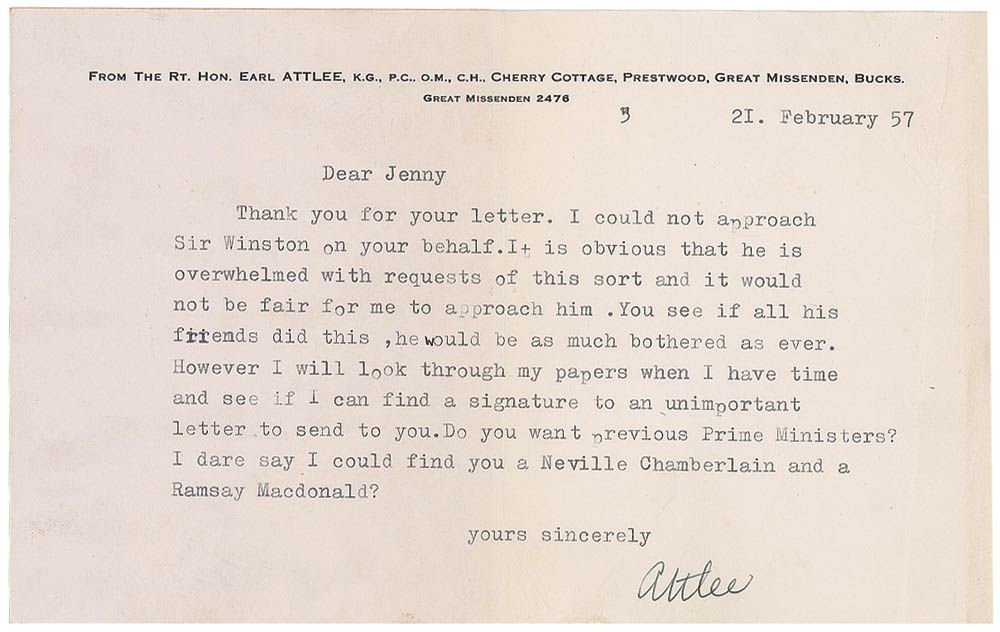 FROM THE RT. HON. EARL ATTLEE, K.G., P.C.. O.M., C.H., CHERRY COTTAGE, PRESTWOOD, GREAT MISSENDEN, BUCKS.
GREAT MISSENDEN 2476
21. February 57
Dear Jenny
Thank you for your letter. I could not approach
Sir Winston on your behalf.It is obvious that he is
overwhelmed with requests of this sort and it would
not be fair for me to approach him .You see if all his
friends did this ,he would be as much bothered as ever.
However I will look through my papers when I have time
and see if I can find a signature to an unimportant
letter to send to you.Do you want previous Prime Ministers?
I dare say I could find you a Neville Chamberlain and a
Ramsay Macdonald?
yours sincerely
Attlee